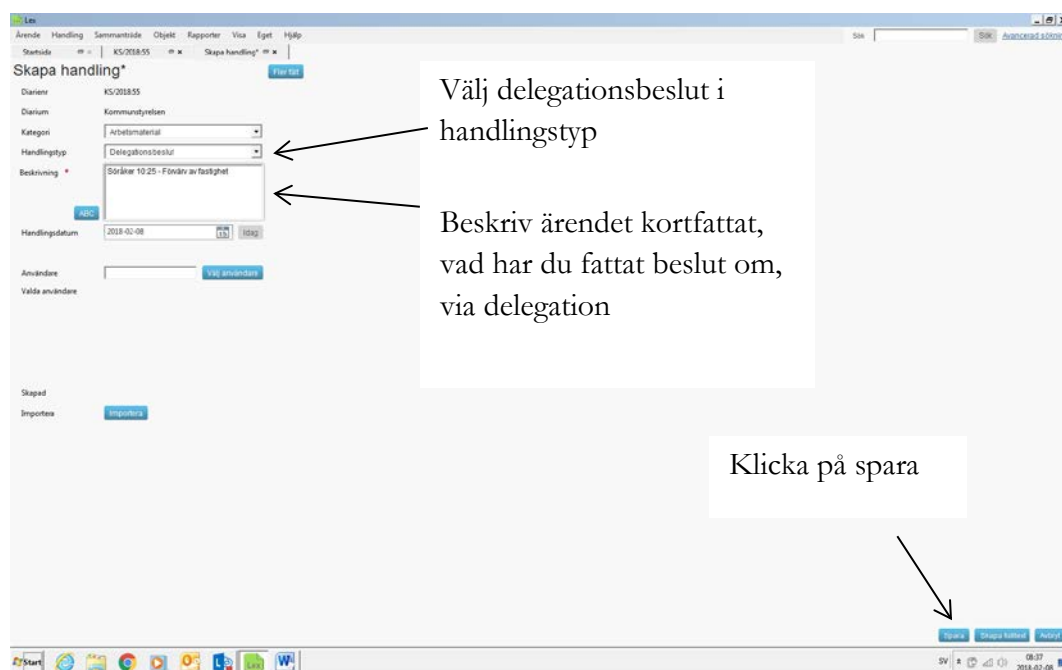 Lex
Ärende Handling Sammanträde Objekt Rapporter Visa Eget Hjälp
Sök Sök Avancerad sökning
Startsida KS/2018:55 Skapa handling*
Skapa handling*
Fler fält
Diarienr KS/2018:55
Diarium Kommunstyrelsen
Kategori Arbetsmaterial
Handlingstyp Delegationsbeslut
Beskrivning * Söråker 10:25 - Förvärv av fastighet
ABC
Handlingsdatum 2018-02-08 15 Idag
Användare Välj användare
Valda användare
Skapad
Importera Importera
Välj delegationsbeslut i
handlingstyp
Beskriv ärendet kortfattat,
vad har du fattat beslut om,
via delegation
Klicka på spara
Spara Skapa fulltext Avbryt
Start Lex W SV 08:37
2018-02-08